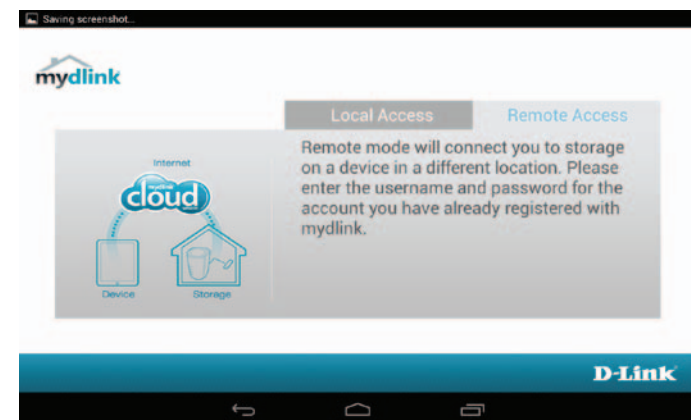 Saving screenshot...
mydlink
Local Access
Remote Access
Remote mode will connect you to storage
on a device in a different location. Please
enter the username and password for the
account you have already registered with
mydlink.
Internet
mydlink
cloud
Device
Storage
D-Link